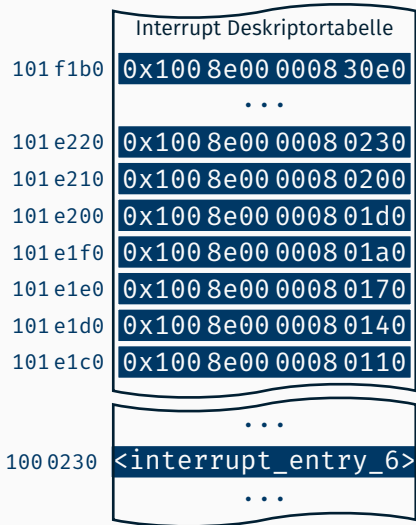 Interrupt Deskriptortabelle
101 f1b0 0x100 8e00 0008 30e0
...
101 e220 0x100 8e00 0008 0230
101 e210 0x100 8e00 0008 0200
101 e200 0x100 8e00 0008 01d0
101 e1f0 0x100 8e00 0008 01a0
101 e1e0 0x100 8e00 0008 0170
101 e1d0 0x100 8e00 0008 0140
101 e1c0 0x100 8e00 0008 0110
...
100 0230 <interrupt_entry_6>
...